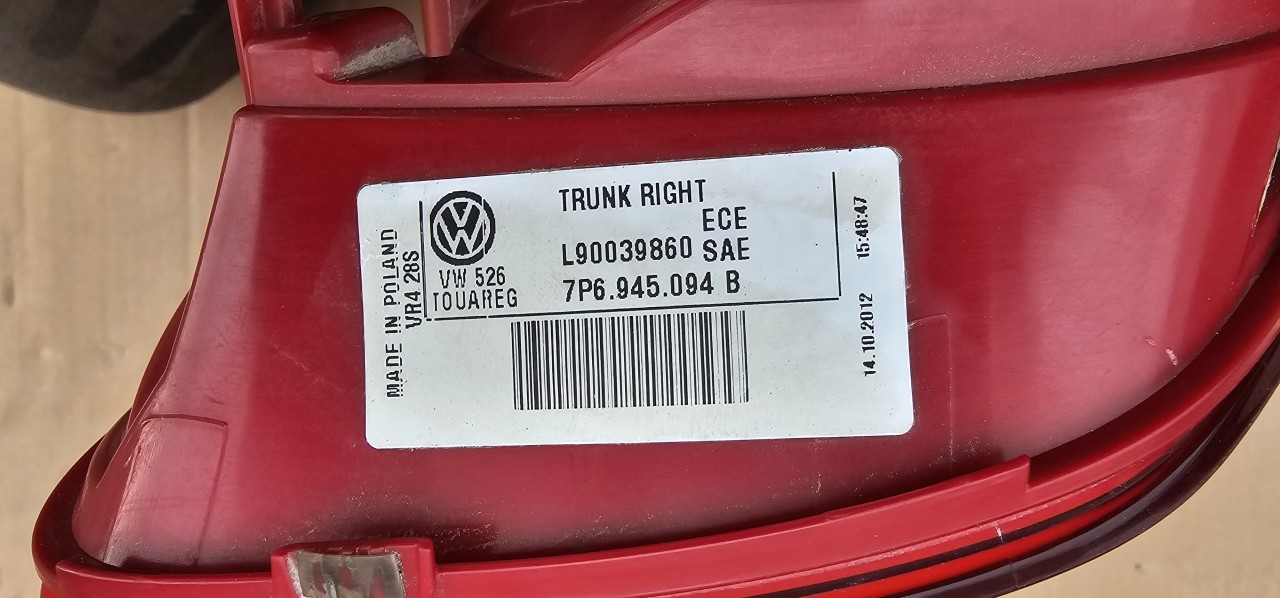 MADE IN POLAND
VR4 28S
VW
VW 526
TOUAREG
TRUNK RIGHT
ECE
L90039860 SAE
7P6.945.094 B
14.10.2012 15:48:47